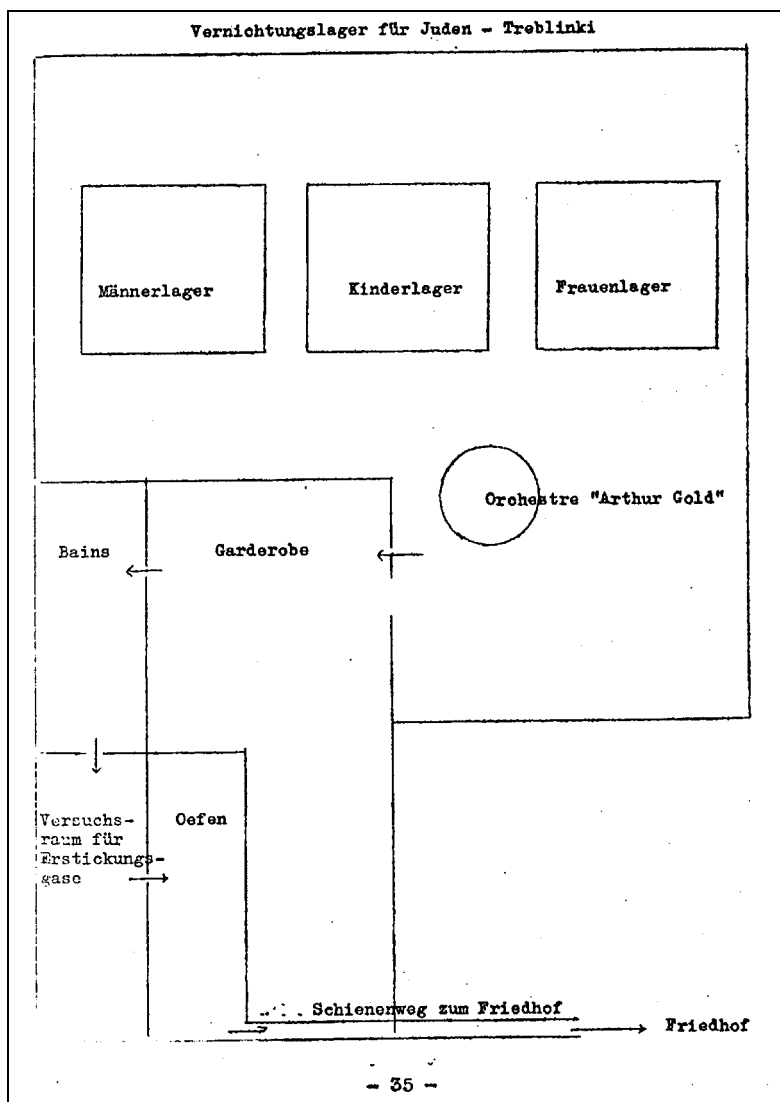 Vernichtungslager für Juden - Treblinki
Männerlager
Kinderlager
Frauenlager
Orchestre "Arthur Gold"
Bains
Garderobe
Versuchs-
raum für
Erstickungs-
gase
Oefen
Schienenweg zum Friedhof
Friedhof
- 35 -